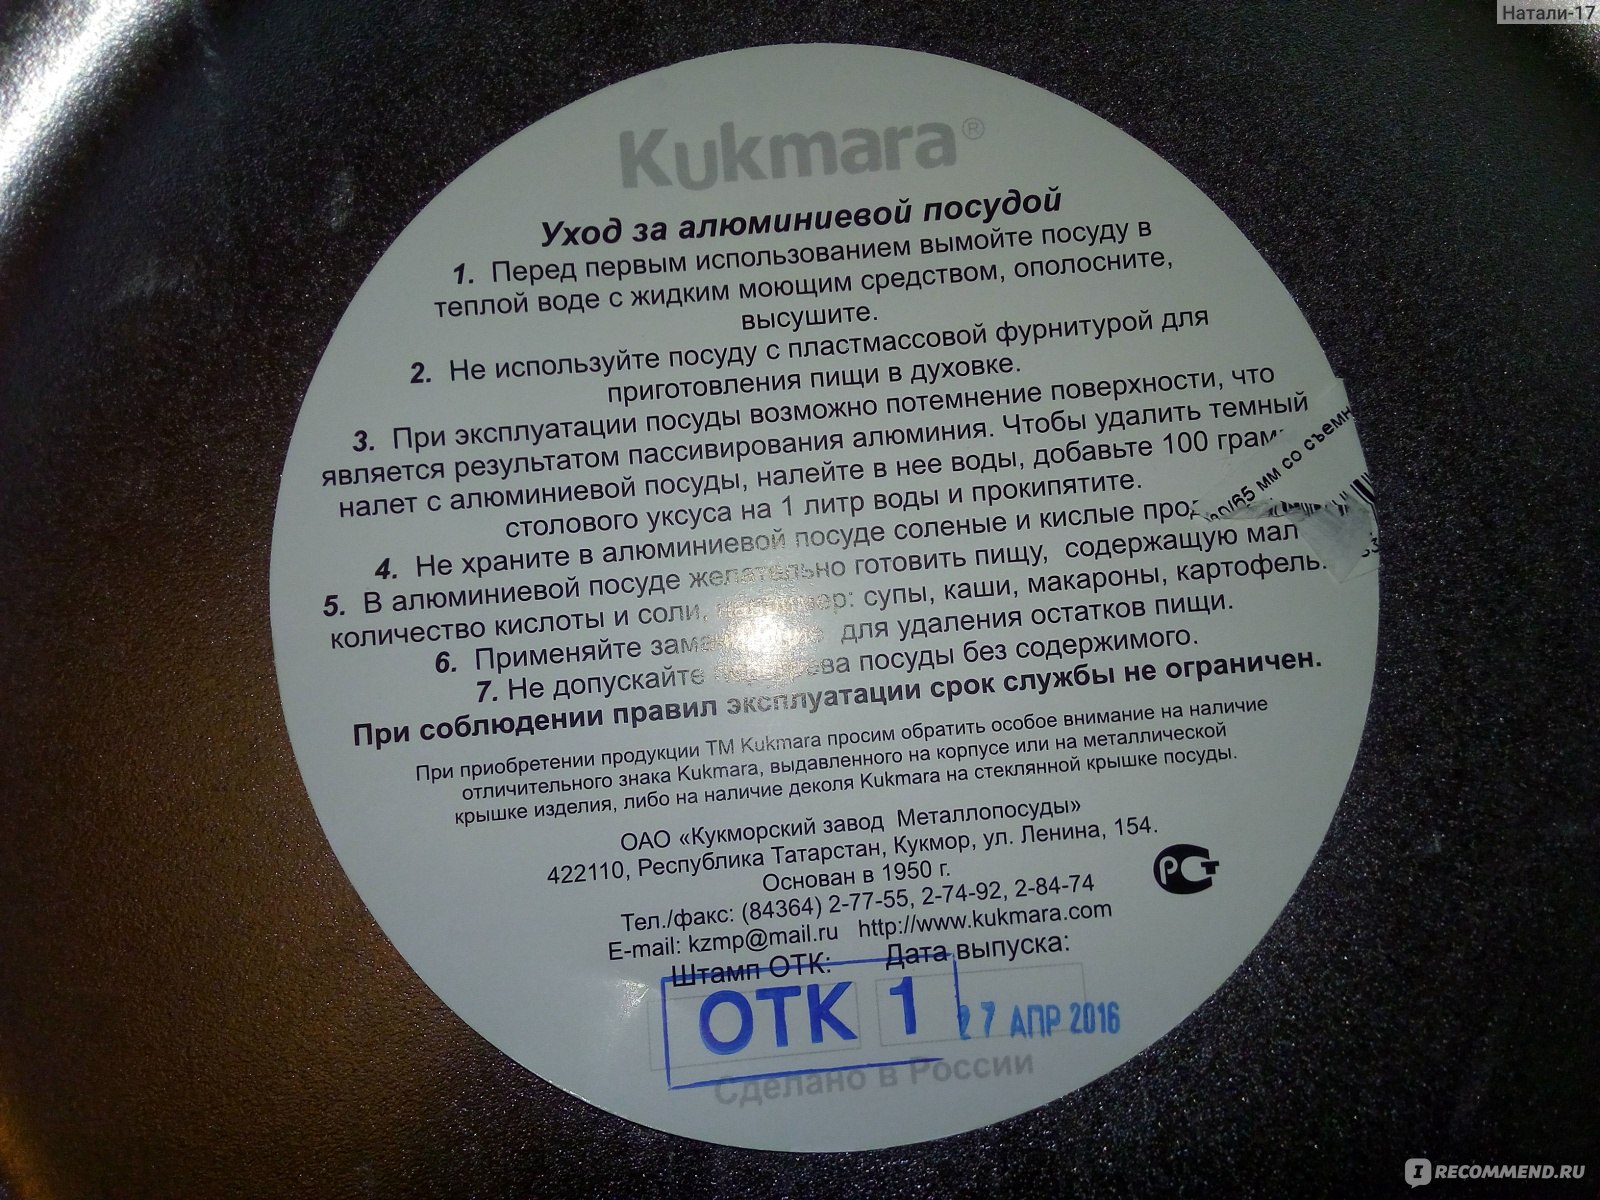 Натали-17
Kukmara®
Уход за алюминиевой посудой
1. Перед первым использованием вымойте посуду в
теплой воде с жидким моющим средством, ополосните,
высушите.
2. Не используйте посуду с пластмассовой фурнитурой для
приготовления пищи в духовке.
3. При эксплуатации посуды возможно потемнение поверхности, что
является результатом пассивирования алюминия. Чтобы удалить темный
налет с алюминиевой посуды, налейте в нее воды, добавьте 100 грам
столового уксуса на 1 литр воды и прокипятите.
4. Не храните в алюминиевой посуде соленые и кислые
5. В алюминиевой посуде желательно готовить пищу, содержащую мал
количество кислоты и соли, например: супы, каши, макароны, картофель.
6. Применяйте для удаления остатков пищи.
7. Не допускайте посуды без содержимого.
При соблюдении правил эксплуатации срок службы не ограничен.
При приобретении продукции ТМ Kukmara просим обратить особое внимание на наличие
отличительного знака Kukmara, выдавленного на корпусе или на металлической
крышке изделия, либо на наличие деколя Kukmara на стеклянной крышке посуды.
ОАО «Кукморский завод Металлопосуды»
422110, Республика Татарстан, Кукмор, ул. Ленина, 154.
Основан в 1950 г.
Тел./факс: (84364) 2-77-55, 2-74-92, 2-84-74
E-mail: kzmp@mail.ru http://www.kukmara.com
Штамп ОТК: Дата выпуска:
ОТК 1 27 АПР 2016
Сделано в России
РСТ
мм со съемн
IRECOMMEND.RU